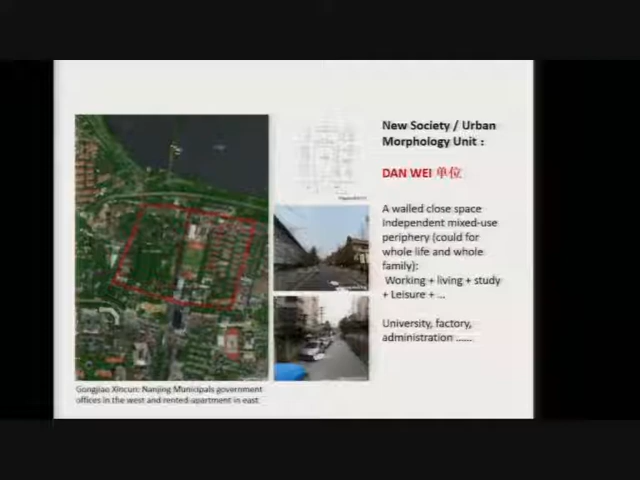 New Society / Urban
Morphology Unit :
DAN WEI 单位
A walled close space
Independent mixed-use
periphery (could for
whole life and whole
family):
Working + living + study
+ Leisure + ...
University, factory,
administration ......
Gongjiao Xincun: Nanjing Municipals government
offices in the west and rented apartment in east